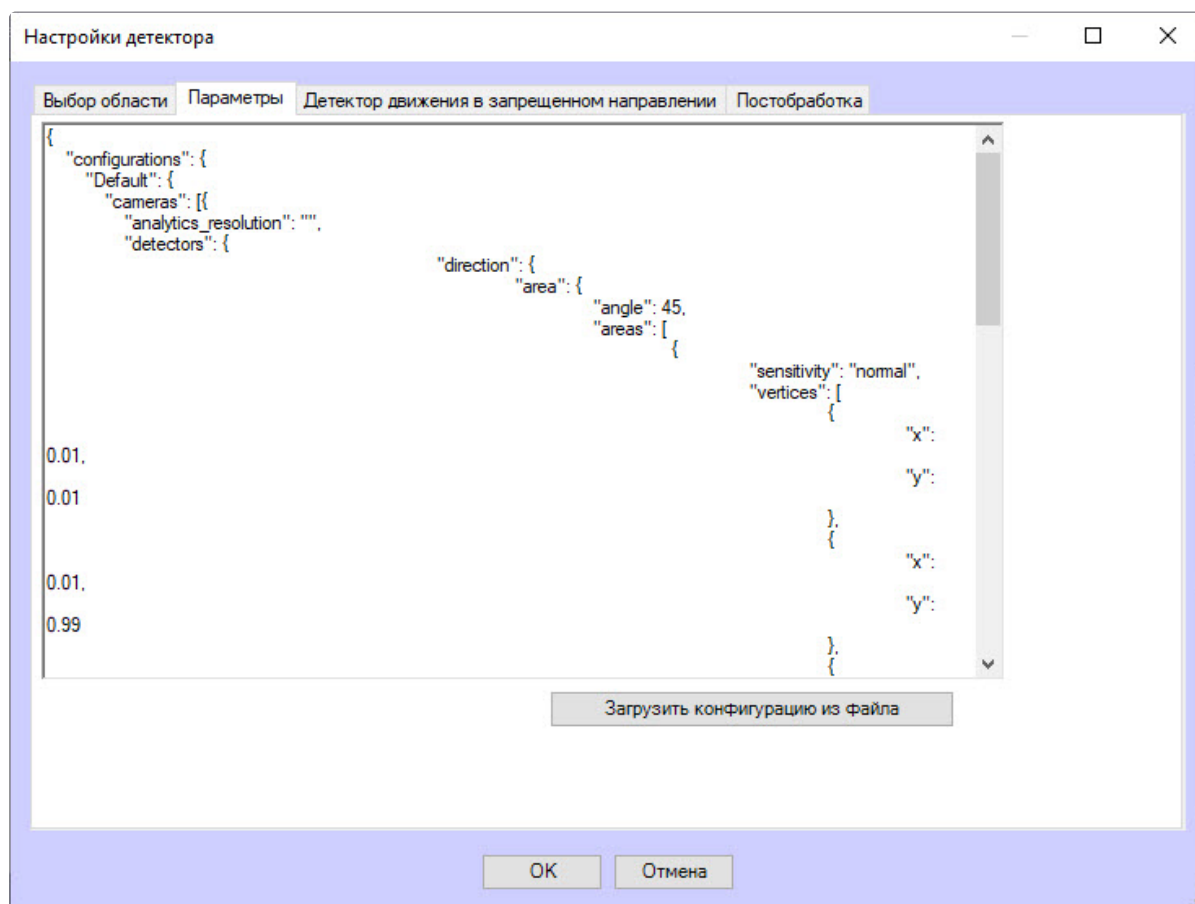 Настройки детектора
Выбор области Параметры Детектор движения в запрещенном направлении Постобработка
{
"configurations": {
"Default": {
"cameras": [{
"analytics_resolution": "",
"detectors": {
"direction": {
"area": {
"angle": 45,
"areas": [
{
"sensitivity": "normal",
"vertices": [
{
"x":
0.01,
"y":
0.01
},
{
"x":
0.01,
"y":
0.99
},
{
Загрузить конфигурацию из файла
OK Отмена